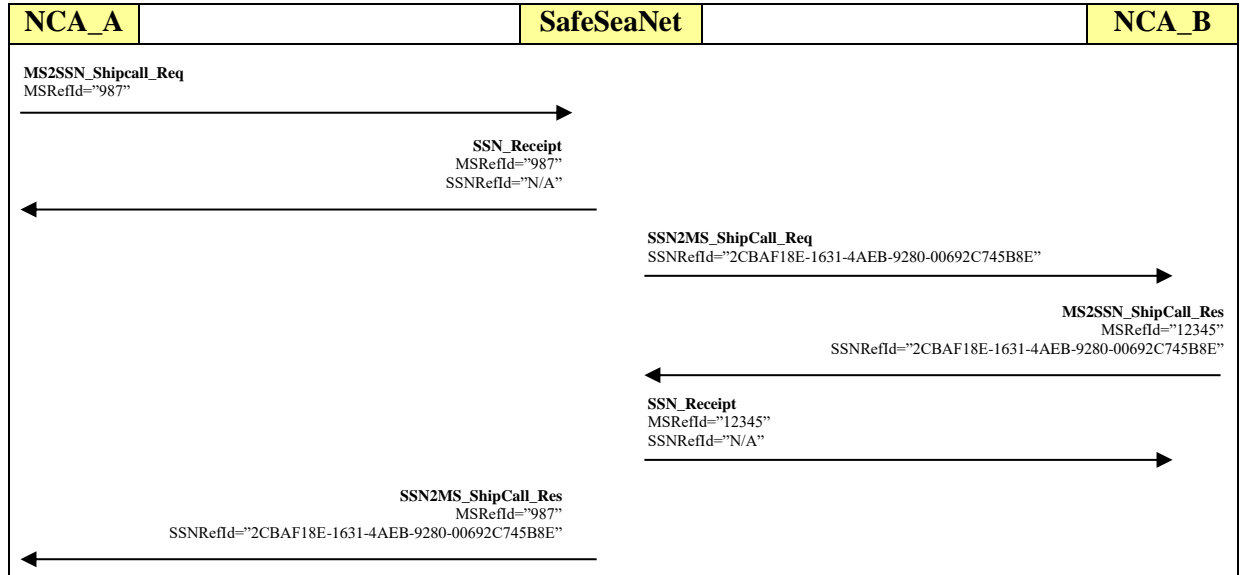 NCA_A
SafeSeaNet
NCA_B
MS2SSN_Shipcall_Req
MSRefId=”987”
SSN_Receipt
MSRefId=”987”
SSNRefId=”N/A”
SSN2MS_ShipCall_Req
SSNRefId=”2CBAF18E-1631-4AEB-9280-00692C745B8E”
MS2SSN_ShipCall_Res
MSRefId=”12345”
SSNRefId=”2CBAF18E-1631-4AEB-9280-00692C745B8E”
SSN_Receipt
MSRefId=”12345”
SSNRefId=”N/A”
SSN2MS_ShipCall_Res
MSRefId=”987”
SSNRefId=”2CBAF18E-1631-4AEB-9280-00692C745B8E”